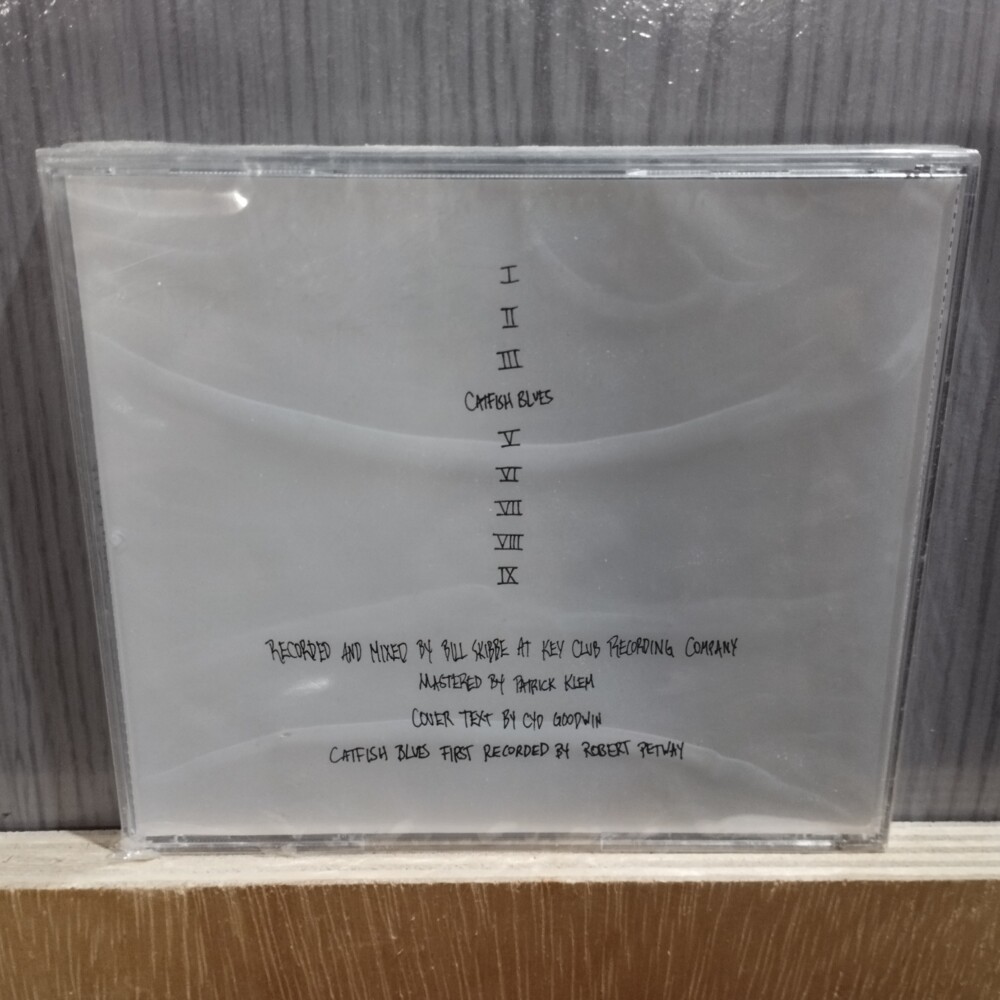 I
II
III
CATFISH BLUES
V
VI
VII
VIII
IX
RECORDED AND MIXED BY BILL SKIBBE AT KEY CLUB RECORDING COMPANY
MASTERED BY PATRICK KLEM
COVER TEXT BY CYD GOODWIN
CATFISH BLUES FIRST RECORDED BY ROBERT PETWAY